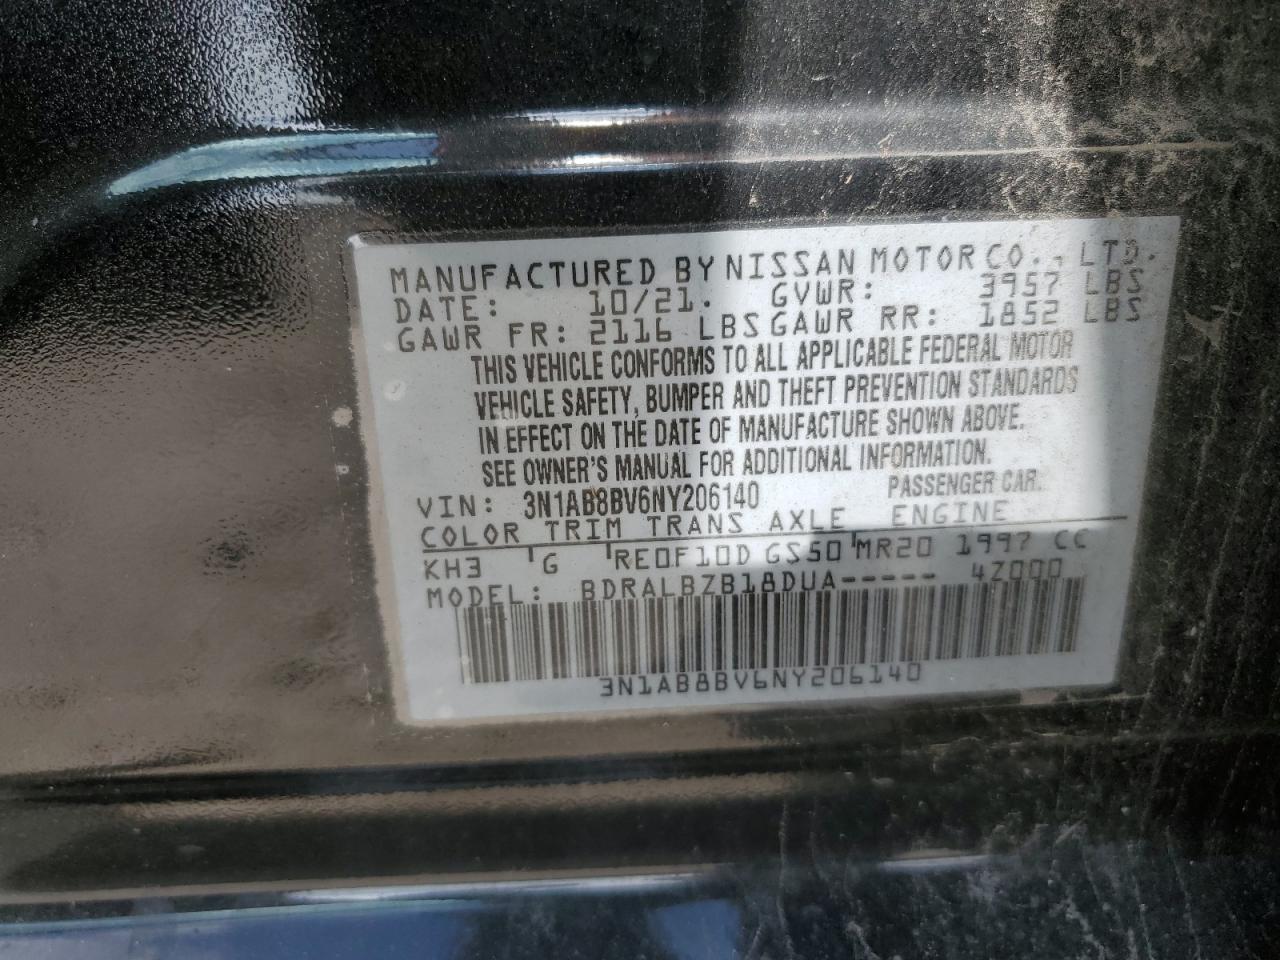 MANUFACTURED BY NISSAN MOTOR CO., LTD.
DATE: 10/21. GVWR: 3957 LBS
GAWR FR: 2116 LBS GAWR RR: 1852 LBS
THIS VEHICLE CONFORMS TO ALL APPLICABLE FEDERAL MOTOR
VEHICLE SAFETY, BUMPER AND THEFT PREVENTION STANDARDS
IN EFFECT ON THE DATE OF MANUFACTURE SHOWN ABOVE.
SEE OWNER'S MANUAL FOR ADDITIONAL INFORMATION.
VIN: 3N1AB8BV6NY206140 PASSENGER CAR.
COLOR TRIM TRANS AXLE ENGINE
KH3 G RE0F10D GS50 MR20 1997 CC
MODEL: BDRALBZB18DUA----- 4Z000
3N1AB8BV6NY206140